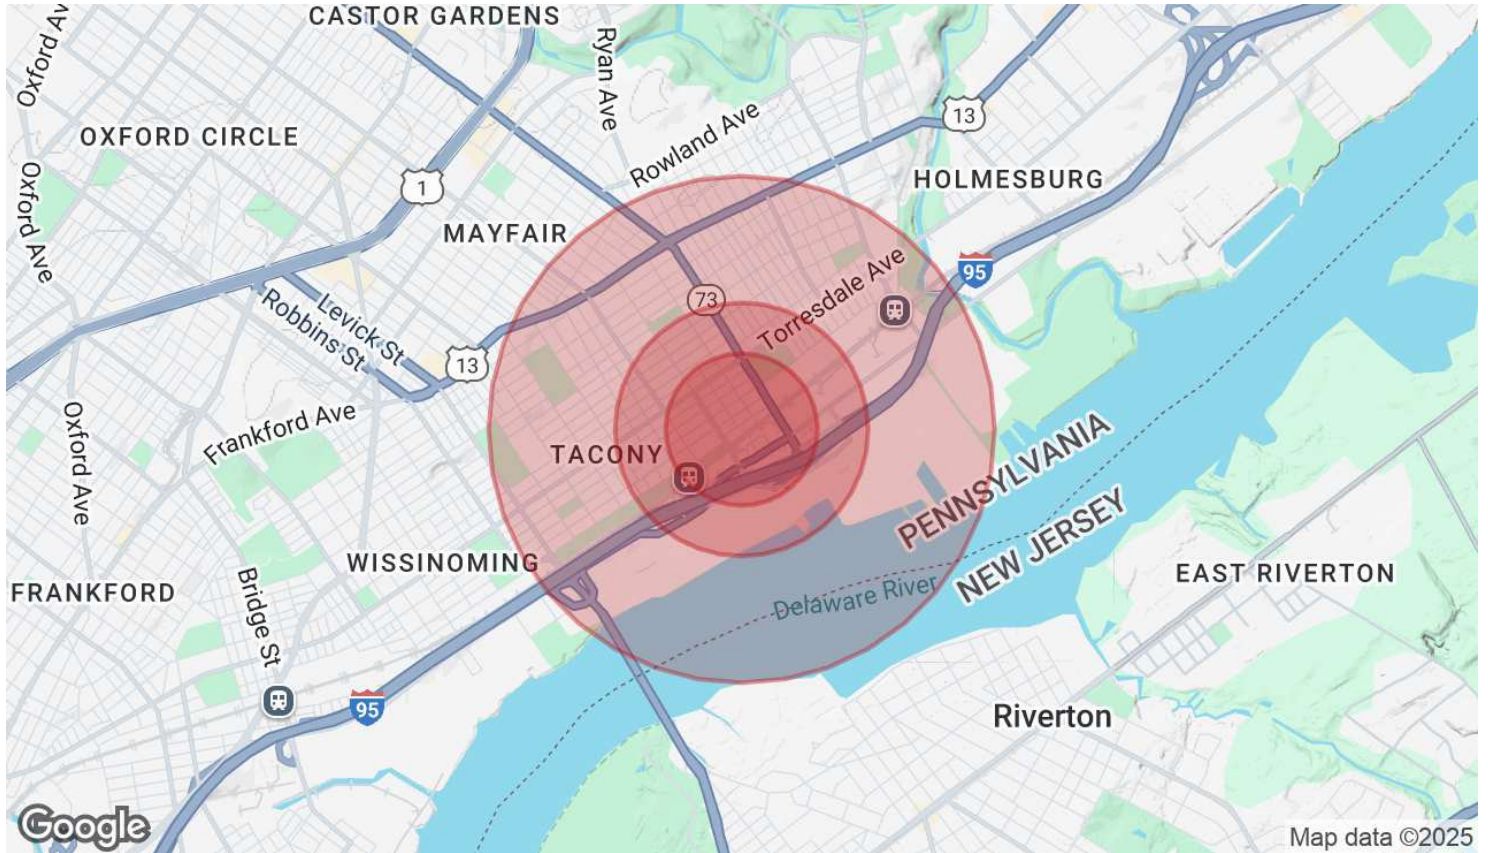 CASTOR GARDENS
Oxford Av
Ryan Ave
13
Rowland Ave
OXFORD CIRCLE
Oxford Ave
1
HOLMESBURG
MAYFAIR
95
Torresdale Ave
73
Levick St
Robbins St
13
Frankford Ave
Oxford Ave
TACONY
PENNSYLVANIA
NEW JERSEY
WISSINOMING
EAST RIVERTON
FRANKFORD
Bridge St
Delaware River
95
Riverton
Google
Map data ©2025